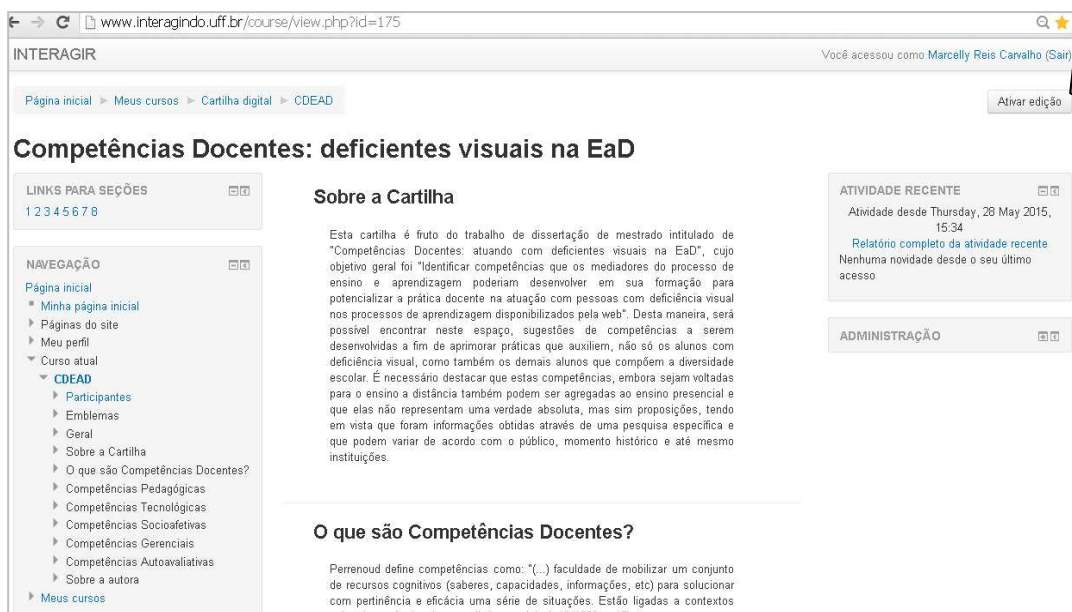 www.interagindo.uff.br/course/view.php?id=175
INTERAGIR
Você acessou como Marcelly Reis Carvalho (Sair)
Página inicial ► Meus cursos ► Cartilha digital ► CDEAD
Ativar edição
Competências Docentes: deficientes visuais na EaD
LINKS PARA SEÇÕES
1 2 3 4 5 6 7 8
NAVEGAÇÃO
Página inicial
Minha página inicial
Páginas do site
Meu perfil
Curso atual
CDEAD
Participantes
Emblemas
Geral
Sobre a Cartilha
O que são Competências Docentes?
Competências Pedagógicas
Competências Tecnológicas
Competências Socioafetivas
Competências Gerenciais
Competências Autoavaliativas
Sobre a autora
Meus cursos
Sobre a Cartilha
Esta cartilha é fruto do trabalho de dissertação de mestrado intitulado de
"Competências Docentes: atuando com deficientes visuais na EaD", cujo
objetivo geral foi "Identificar competências que os mediadores do processo de
ensino e aprendizagem poderiam desenvolver em sua formação para
potencializar a prática docente na atuação com pessoas com deficiência visual
nos processos de aprendizagem disponibilizados pela web". Desta maneira, será
possível encontrar neste espaço, sugestões de competências a serem
desenvolvidas a fim de aprimorar práticas que auxiliem, não só os alunos com
deficiência visual, como também os demais alunos que compõem a diversidade
escolar. É necessário destacar que estas competências, embora sejam voltadas
para o ensino a distância também podem ser agregadas ao ensino presencial e
que elas não representam uma verdade absoluta, mas sim proposições, tendo
em vista que foram informações obtidas através de uma pesquisa específica e
que podem variar de acordo com o público, momento histórico e até mesmo
instituições.
O que são Competências Docentes?
Perrenoud define competências como: "(...) faculdade de mobilizar um conjunto
de recursos cognitivos (saberes, capacidades, informações, etc) para solucionar
com pertinência e eficácia uma série de situações. Estão ligadas a contextos
ATIVIDADE RECENTE
Atividade desde Thursday, 28 May 2015,
15:34
Relatório completo da atividade recente
Nenhuma novidade desde o seu último
acesso
ADMINISTRAÇÃO